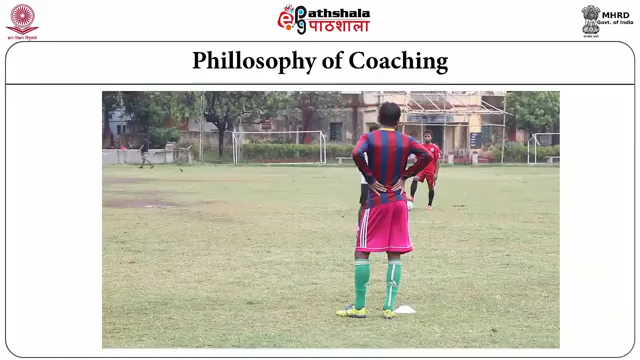 Pathshala
पाठशाला
MHRD
Govt. of India
Phillosophy of Coaching